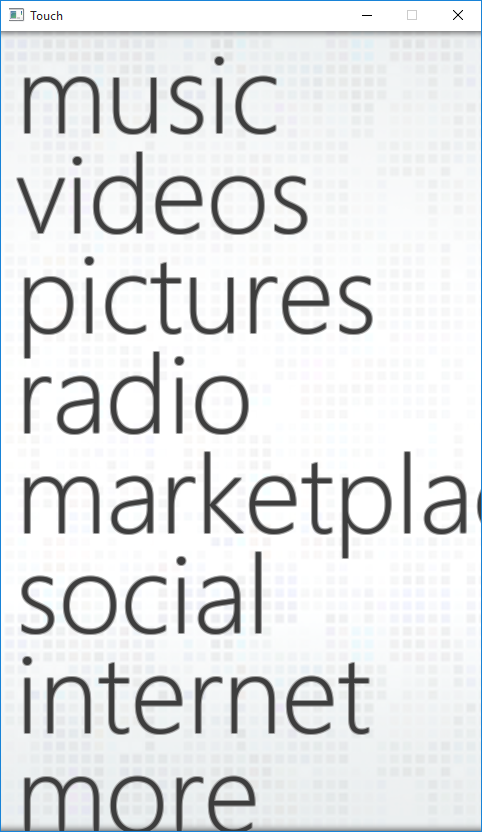 Touch
music
videos
pictures
radio
marketplac
social
internet
more